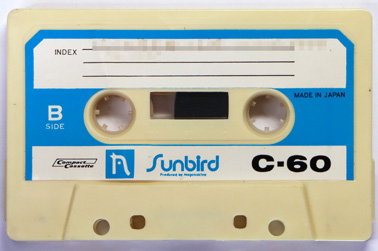 INDEX
MADE IN JAPAN
B
SIDE
Compact
Cassette
Sunbird
C-60